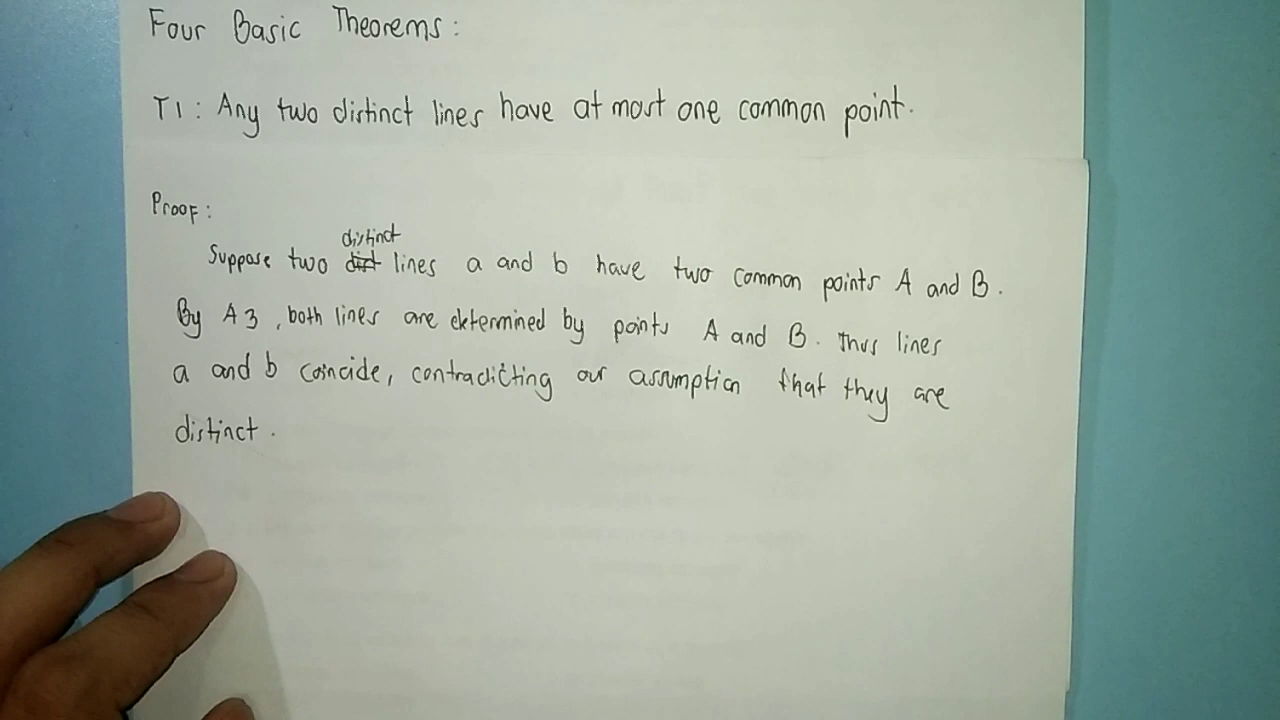 Four Basic Theorems:
T1: Any two distinct lines have at most one common point.
Proof:
distinct
Suppose two lines a and b have two common points A and B.
By A3, both lines are determined by points A and B. Thus lines
a and b coincide, contradicting our assumption that they are
distinct.